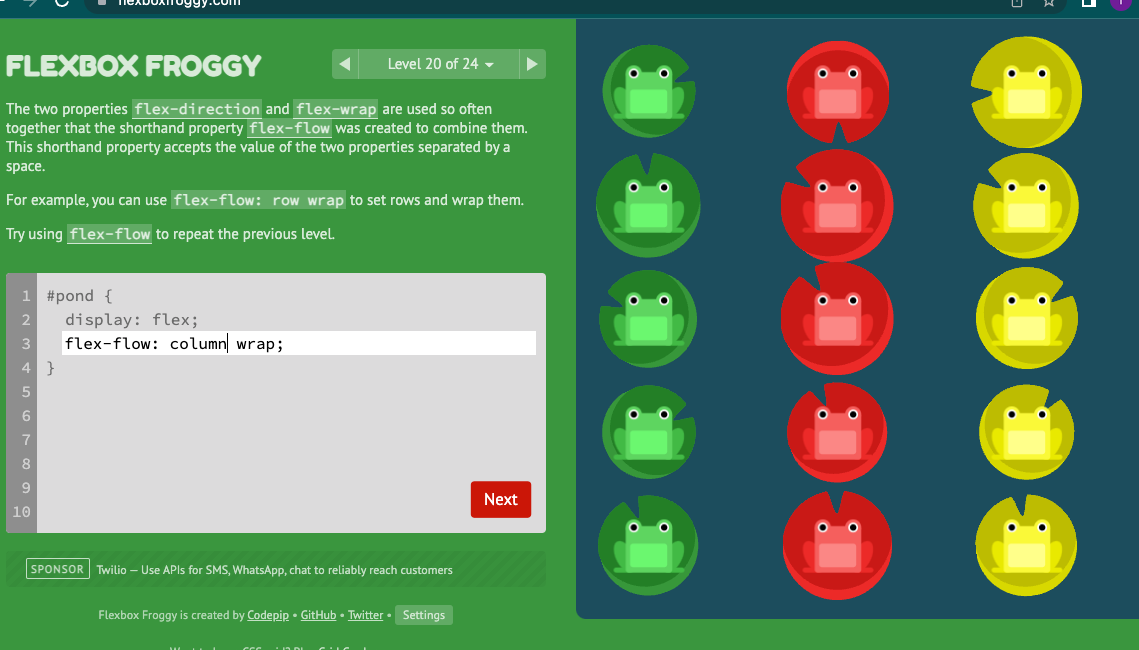 flexboxfroggy.com
FLEXBOX FROGGY
Level 20 of 24
The two properties flex-direction and flex-wrap are used so often
together that the shorthand property flex-flow was created to combine them.
This shorthand property accepts the value of the two properties separated by a
space.
For example, you can use flex-flow: row wrap to set rows and wrap them.
Try using flex-flow to repeat the previous level.
1 #pond {
2 display: flex;
3 flex-flow: column wrap;
4 }
5
6
7
8
9
10
Next
SPONSOR Twilio — Use APIs for SMS, WhatsApp, chat to reliably reach customers
Flexbox Froggy is created by Codepip • GitHub • Twitter • Settings